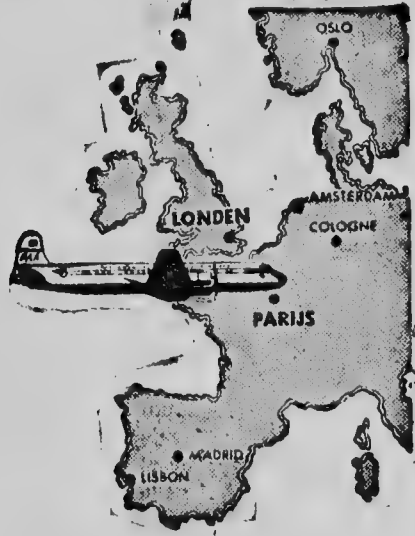 OSLO
AMSTERDAM
LONDEN
COLOGNE
PARIJS
MADRID
LISBON